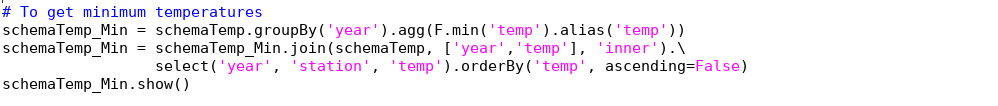 # To get minimum temperatures
schemaTemp_Min = schemaTemp.groupBy('year').agg(F.min('temp').alias('temp'))
schemaTemp_Min = schemaTemp_Min.join(schemaTemp, ['year','temp'], 'inner').\
select('year', 'station', 'temp').orderBy('temp', ascending=False)
schemaTemp_Min.show()